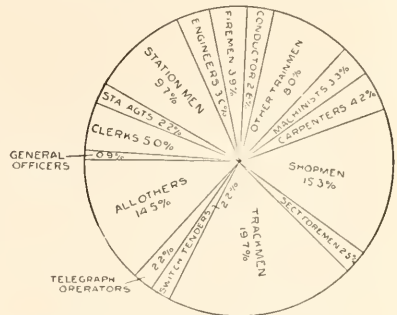 STATION MEN
9.7%
ENGINEERS 3.6%
FIREMEN 3.9%
CONDUCTOR 2.8%
OTHER TRAINMEN
8.0%
MACHINISTS 3.3%
CARPENTERS 4.2%
SHOPMEN
15.3%
SECT. FOREMEN 2.5%
TRACKMEN
19.7%
SWITCH TENDERS
2.2%
TELEGRAPH
OPERATORS
2.2%
ALL OTHERS
14.5%
GENERAL
OFFICERS
0.9%
CLERKS 5.0%
STA AGTS 2.2%